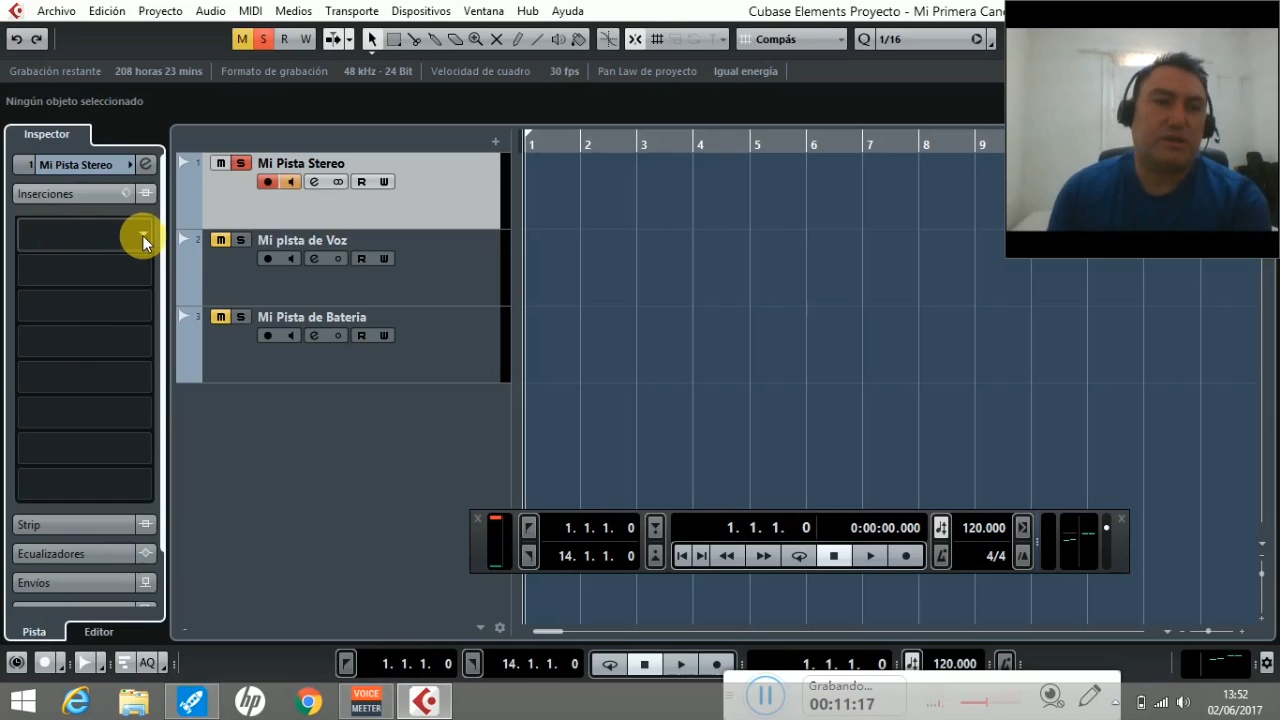 Archivo Edición Proyecto Audio MIDI Medios Transporte Dispositivos Ventana Hub Ayuda
Cubase Elements Proyecto - Mi Primera Canc
M S R W
Compás
Q 1/16
Grabación restante 208 horas 23 mins Formato de grabación 48 kHz - 24 Bit Velocidad de cuadro 30 fps Pan Law de proyecto Igual energía
Ningún objeto seleccionado
Inspector
1 Mi Pista Stereo
Inserciones
Strip
Ecualizadores
Envíos
Pista Editor
1 2 3 4 5 6 7 8 9
1 m S Mi Pista Stereo
e R W
2 m S Mi pIsta de Voz
e R W
3 m S Mi Pista de Bateria
e R W
1. 1. 1. 0 1. 1. 1. 0 0:00:00.000 120.000
14. 1. 1. 0 4/4
AQ 1. 1. 1. 0 14. 1. 1. 0 1. 1. 1. 0 120.000
hp
VOICE
MEETER
Grabando...
00:11:17
13:52
02/06/2017